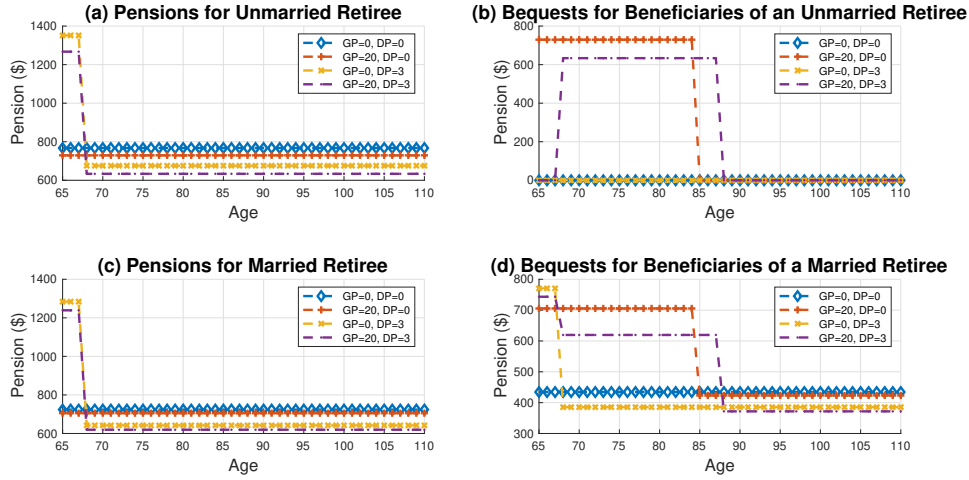 (a) Pensions for Unmarried Retiree
1400
1200
1000
800
600
Pension ($)
65 70 75 80 85 90 95 100 105 110
Age
GP=0, DP=0
GP=20, DP=0
GP=0, DP=3
GP=20, DP=3
(b) Bequests for Beneficiaries of an Unmarried Retiree
800
600
400
200
0
Pension ($)
65 70 75 80 85 90 95 100 105 110
Age
GP=0, DP=0
GP=20, DP=0
GP=0, DP=3
GP=20, DP=3
(c) Pensions for Married Retiree
1400
1200
1000
800
600
Pension ($)
65 70 75 80 85 90 95 100 105 110
Age
GP=0, DP=0
GP=20, DP=0
GP=0, DP=3
GP=20, DP=3
(d) Bequests for Beneficiaries of a Married Retiree
800
700
600
500
400
300
Pension ($)
65 70 75 80 85 90 95 100 105 110
Age
GP=0, DP=0
GP=20, DP=0
GP=0, DP=3
GP=20, DP=3